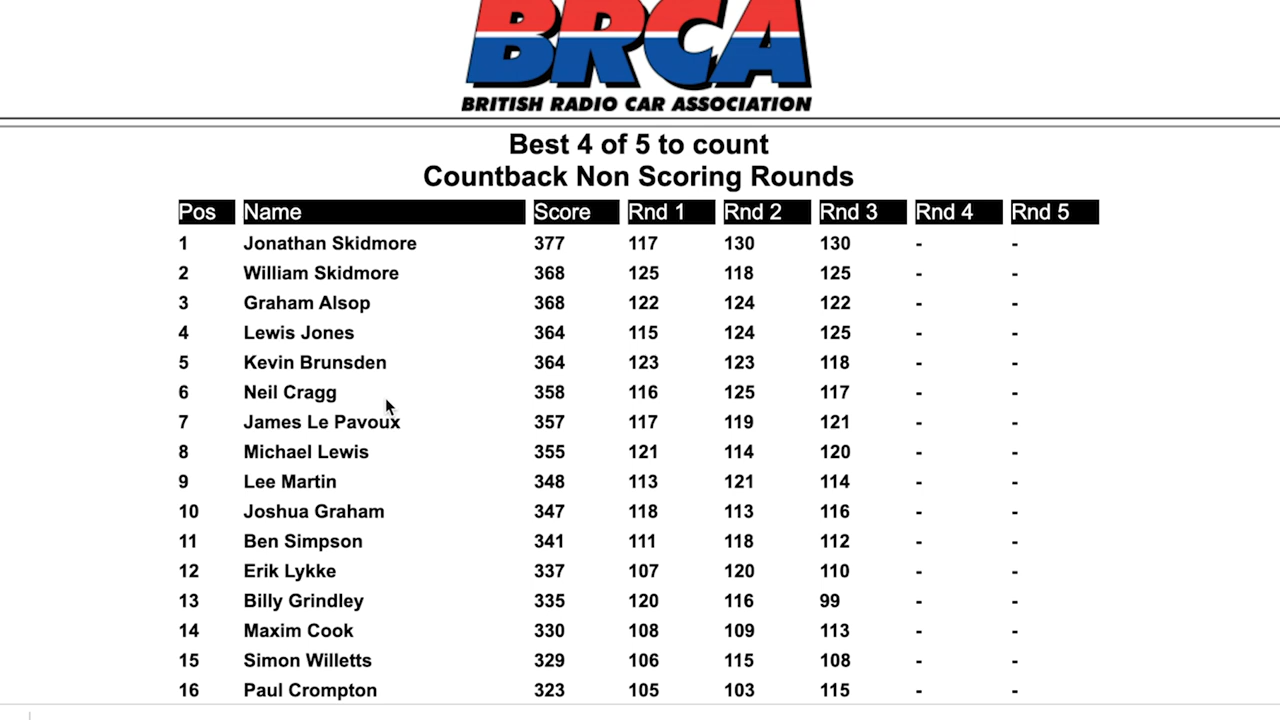 BRCA
BRITISH RADIO CAR ASSOCIATION
Best 4 of 5 to count
Countback Non Scoring Rounds
Pos Name Score Rnd 1 Rnd 2 Rnd 3 Rnd 4 Rnd 5
1 Jonathan Skidmore 377 117 130 130 - -
2 William Skidmore 368 125 118 125 - -
3 Graham Alsop 368 122 124 122 - -
4 Lewis Jones 364 115 124 125 - -
5 Kevin Brunsden 364 123 123 118 - -
6 Neil Cragg 358 116 125 117 - -
7 James Le Pavoux 357 117 119 121 - -
8 Michael Lewis 355 121 114 120 - -
9 Lee Martin 348 113 121 114 - -
10 Joshua Graham 347 118 113 116 - -
11 Ben Simpson 341 111 118 112 - -
12 Erik Lykke 337 107 120 110 - -
13 Billy Grindley 335 120 116 99 - -
14 Maxim Cook 330 108 109 113 - -
15 Simon Willetts 329 106 115 108 - -
16 Paul Crompton 323 105 103 115 - -